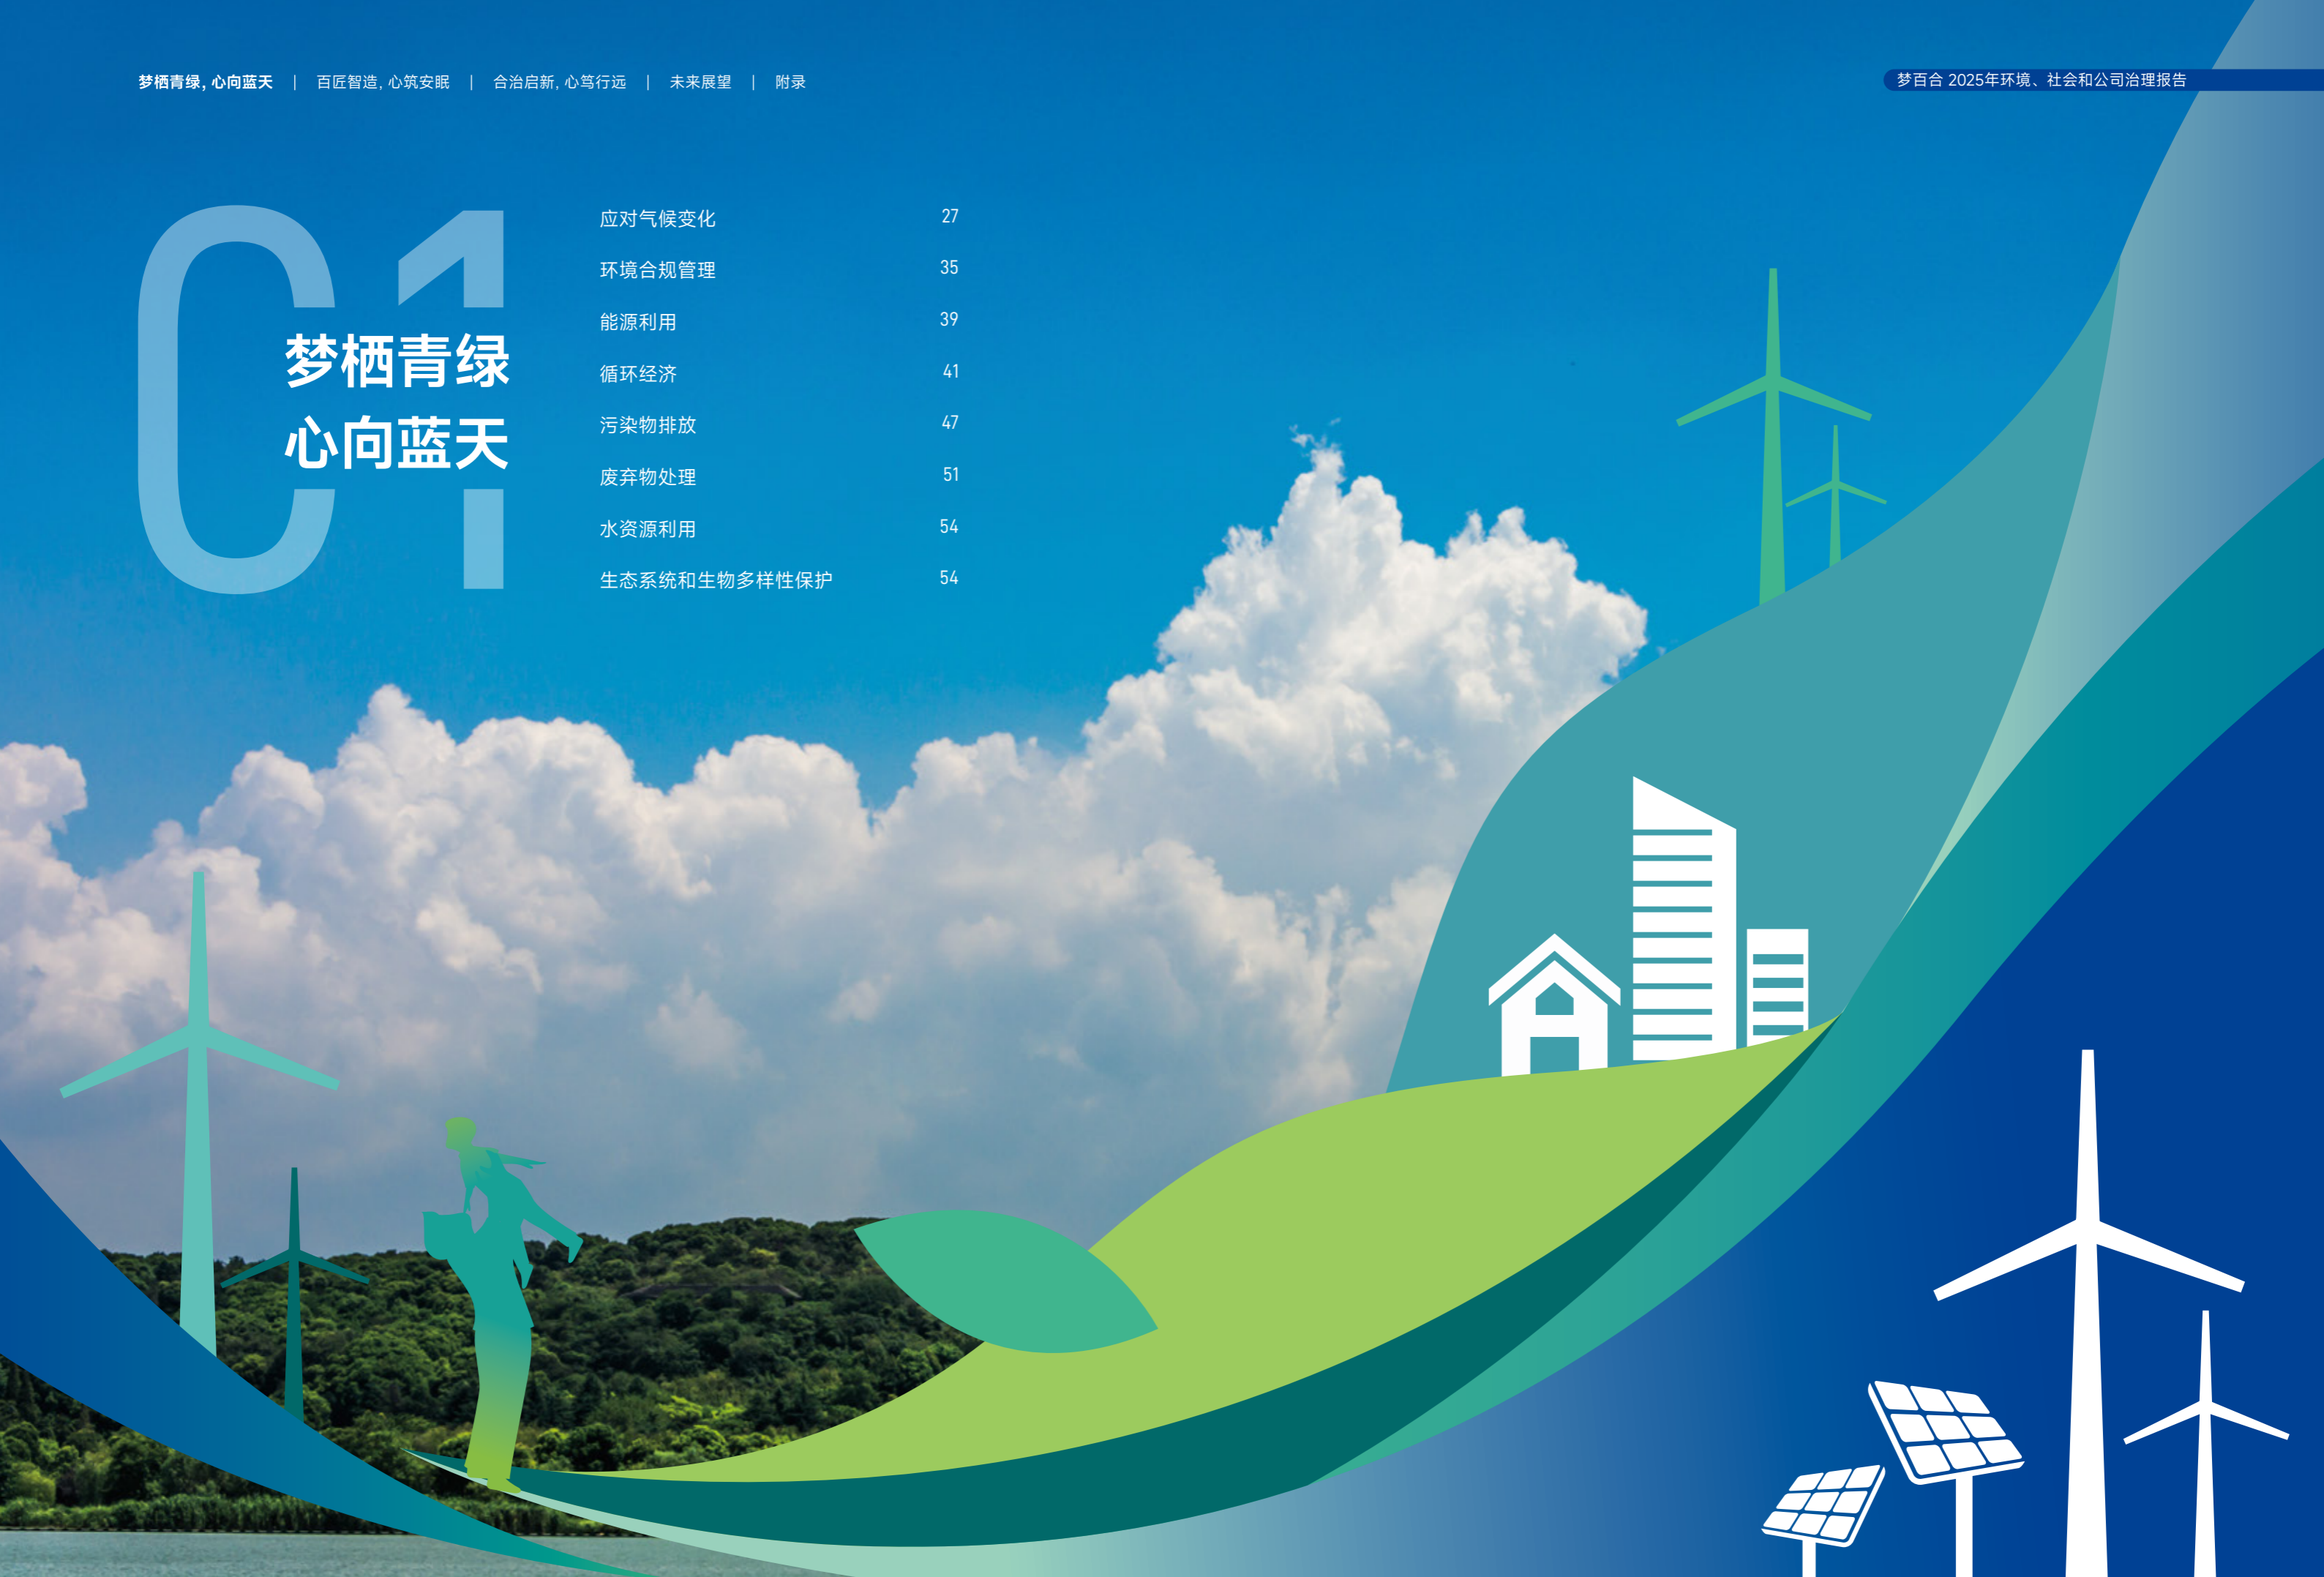 梦栖青绿, 心向蓝天 | 百匠智造, 心筑安眠 | 合治启新, 心笃行远 | 未来展望 | 附录
梦百合 2025年环境、社会和公司治理报告
01
梦栖青绿
心向蓝天
应对气候变化 27
环境合规管理 35
能源利用 39
循环经济 41
污染物排放 47
废弃物处理 51
水资源利用 54
生态系统和生物多样性保护 54